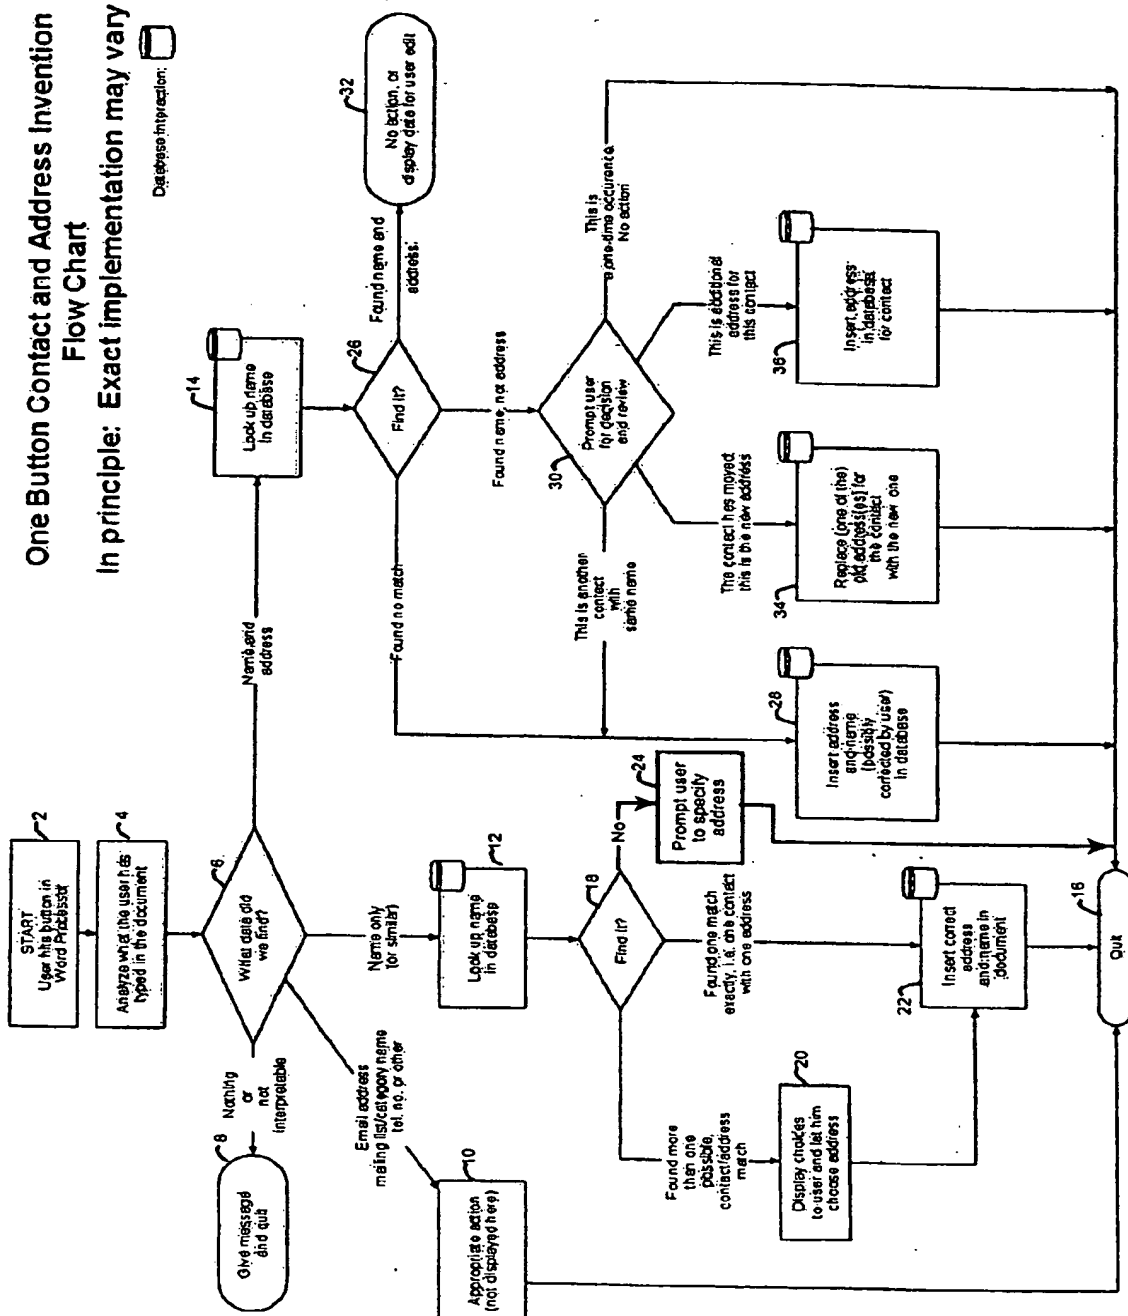 One Button Contact and Address Invention
Flow Chart
In principle: Exact implementation may vary
Database interaction:
2
START
User hits button in
Word Processor
4
Analyze what the user has
typed in the document
6
What data did
we find?
Nothing
or
not
interpretable
8
Give message
and quit
Email address
mailing list/category name
tel. no. or other
10
Appropriate action
(not displayed here)
Name only
(or similar)
12
Look up name
in database
Name and
address
14
Look up name
in database
18
Find it?
No
24
Prompt user
to specify
address
Found one match
exactly, i.e. one contact
with one address
Found more
than one
possible,
contact/address
match
20
Display choices
to user and let him
choose address
22
Insert correct
address
and name in
document
16
Quit
26
Find it?
Found name and
address:
32
No action, or
display data for user edit
Found no match
Found name, not address
30
Prompt user
for decision
and review
This is another
contact
with
same name
The contact has moved;
this is the new address
This is additional
address for
this contact
This is
a one-time occurence.
No action
28
Insert address
and name
(possibly
corrected by user)
in database
34
Replace (one of the)
old address(es) for
the contact
with the new one
36
Insert address
in database
for contact